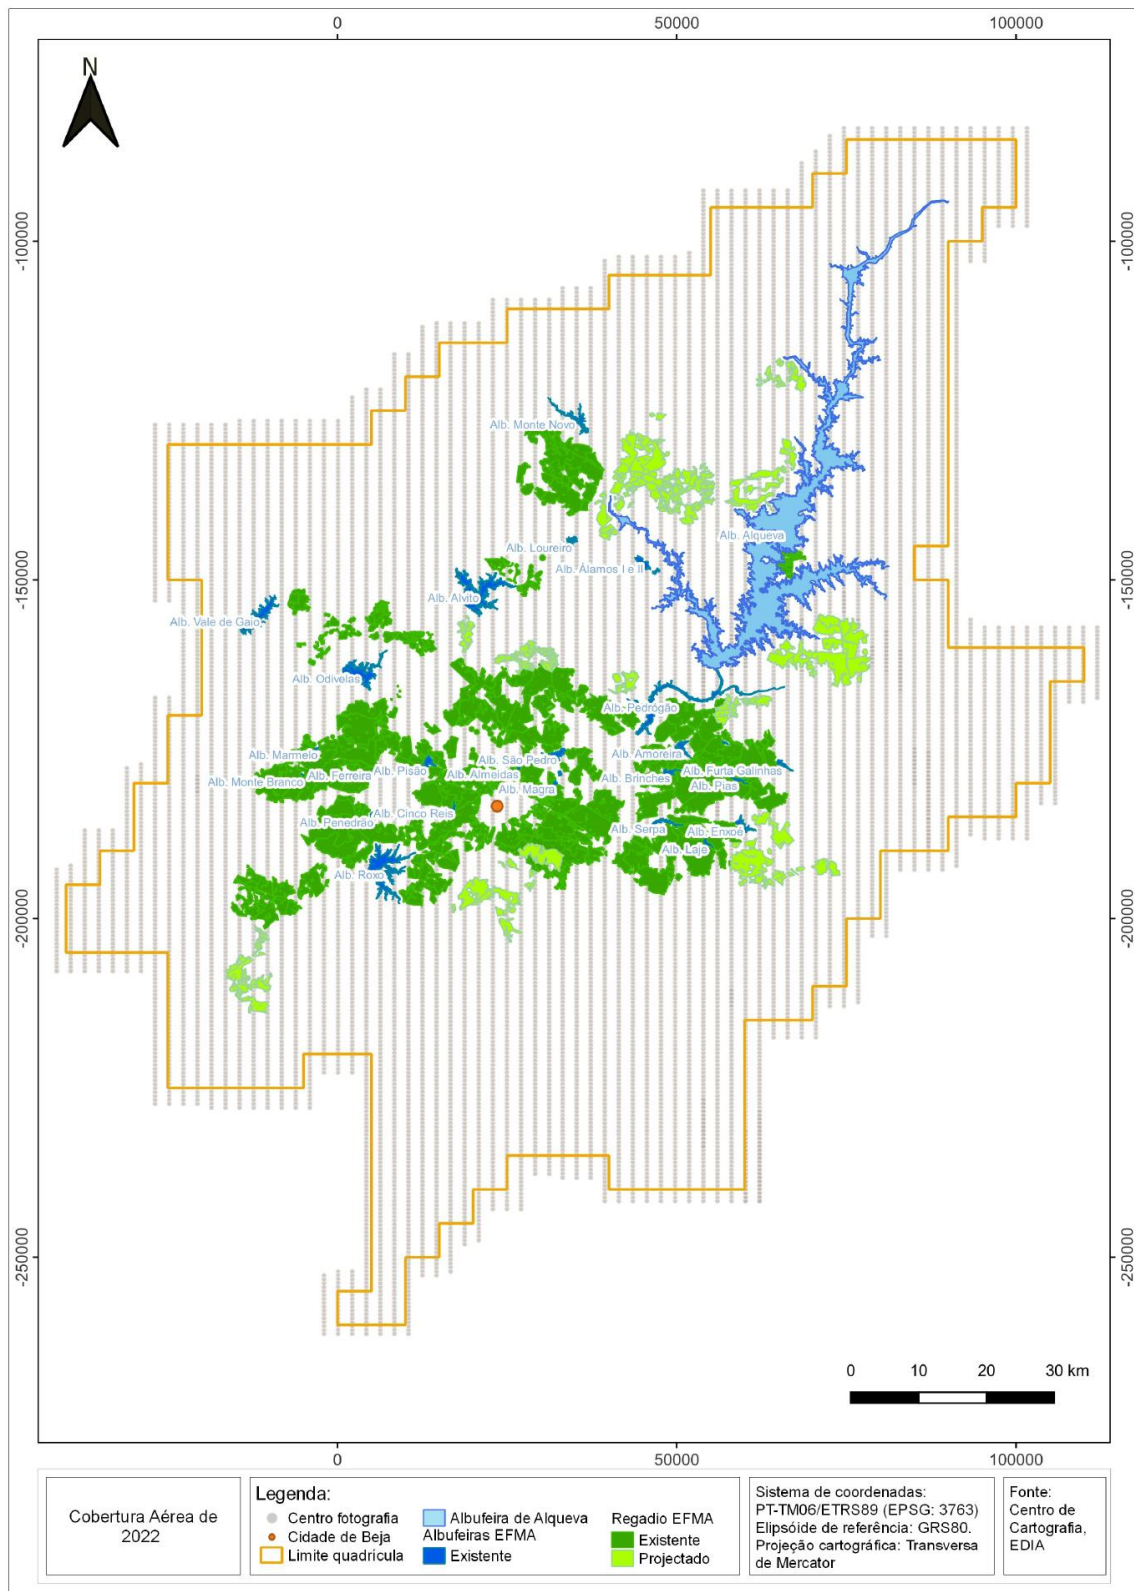 0 50000 100000
N
-100000 -100000
Alb. Monte Novo
Alb. Alqueva
Alb. Loureiro
Alb. Álamos I e II
-150000 -150000
Alb. Alvito
Alb. Vale de Gaio
Alb. Odivelas
Alb. Pedrógão
Alb. Marmelo
Alb. São Pedro
Alb. Amoreira
Alb. Monte Branco
Alb. Ferreira
Alb. Pisão
Alb. Almeidas
Alb. Brinches
Alb. Furta Galinhas
Alb. Magra
Alb. Pias
Alb. Penedrão
Alb. Cinco Reis
Alb. Serpa
Alb. Enxoé
Alb. Laje
Alb. Roxo
-200000 -200000
-250000 -250000
0 10 20 30 km
0 50000 100000
Cobertura Aérea de
2022
Legenda:
Centro fotografia
Cidade de Beja
Limite quadrícula
Albufeira de Alqueva
Albufeiras EFMA
Existente
Regadio EFMA
Existente
Projectado
Sistema de coordenadas:
PT-TM06/ETRS89 (EPSG: 3763)
Elipsóide de referência: GRS80.
Projeção cartográfica: Transversa
de Mercator
Fonte:
Centro de
Cartografia,
EDIA